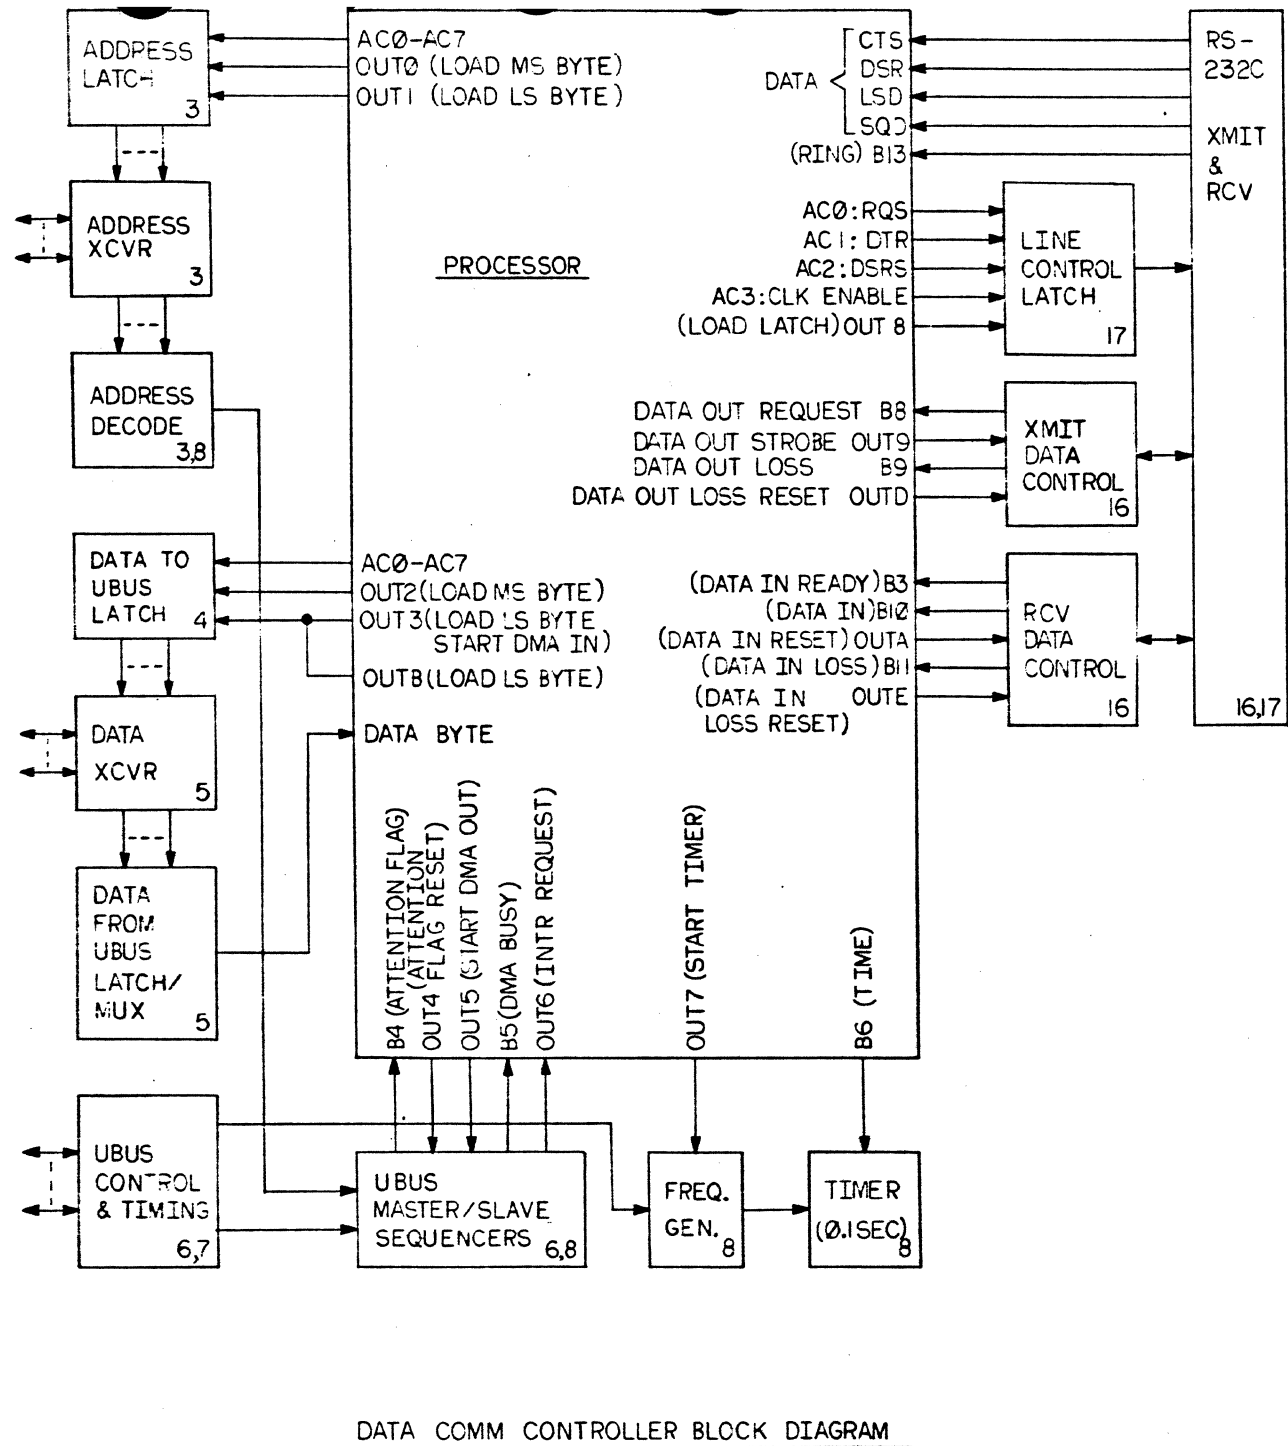 ADDRESS
LATCH
3
ADDRESS
XCVR
3
ADDRESS
DECODE
3,8
DATA TO
UBUS
LATCH
4
DATA
XCVR
5
DATA
FROM
UBUS
LATCH/
MUX
5
UBUS
CONTROL
& TIMING
6,7
ACØ-AC7
OUTØ (LOAD MS BYTE)
OUT1 (LOAD LS BYTE)
PROCESSOR
ACØ-AC7
OUT2 (LOAD MS BYTE)
OUT3 (LOAD LS BYTE
START DMA IN)
OUTB (LOAD LS BYTE)
DATA BYTE
DATA
CTS
DSR
LSD
SQD
(RING) B13
ACØ:RQS
AC1:DTR
AC2:DSRS
AC3:CLK ENABLE
(LOAD LATCH) OUT 8
DATA OUT REQUEST B8
DATA OUT STROBE OUT9
DATA OUT LOSS B9
DATA OUT LOSS RESET OUTD
(DATA IN READY) B3
(DATA IN) B1Ø
(DATA IN RESET) OUTA
(DATA IN LOSS) B11
(DATA IN OUTE
LOSS RESET)
LINE
CONTROL
LATCH
17
XMIT
DATA
CONTROL
16
RCV
DATA
CONTROL
16
RS-
232C
XMIT
&
RCV
16,17
B4 (ATTENTION FLAG)
(ATTENTION
OUT4 FLAG RESET)
OUT5 (START DMA OUT)
B5 (DMA BUSY)
OUT6 (INTR REQUEST)
OUT7 (START TIMER)
B6 (TIME)
UBUS
MASTER/SLAVE
SEQUENCERS
6,8
FREQ.
GEN.
8
TIMER
(Ø.1SEC)
8
DATA COMM CONTROLLER BLOCK DIAGRAM